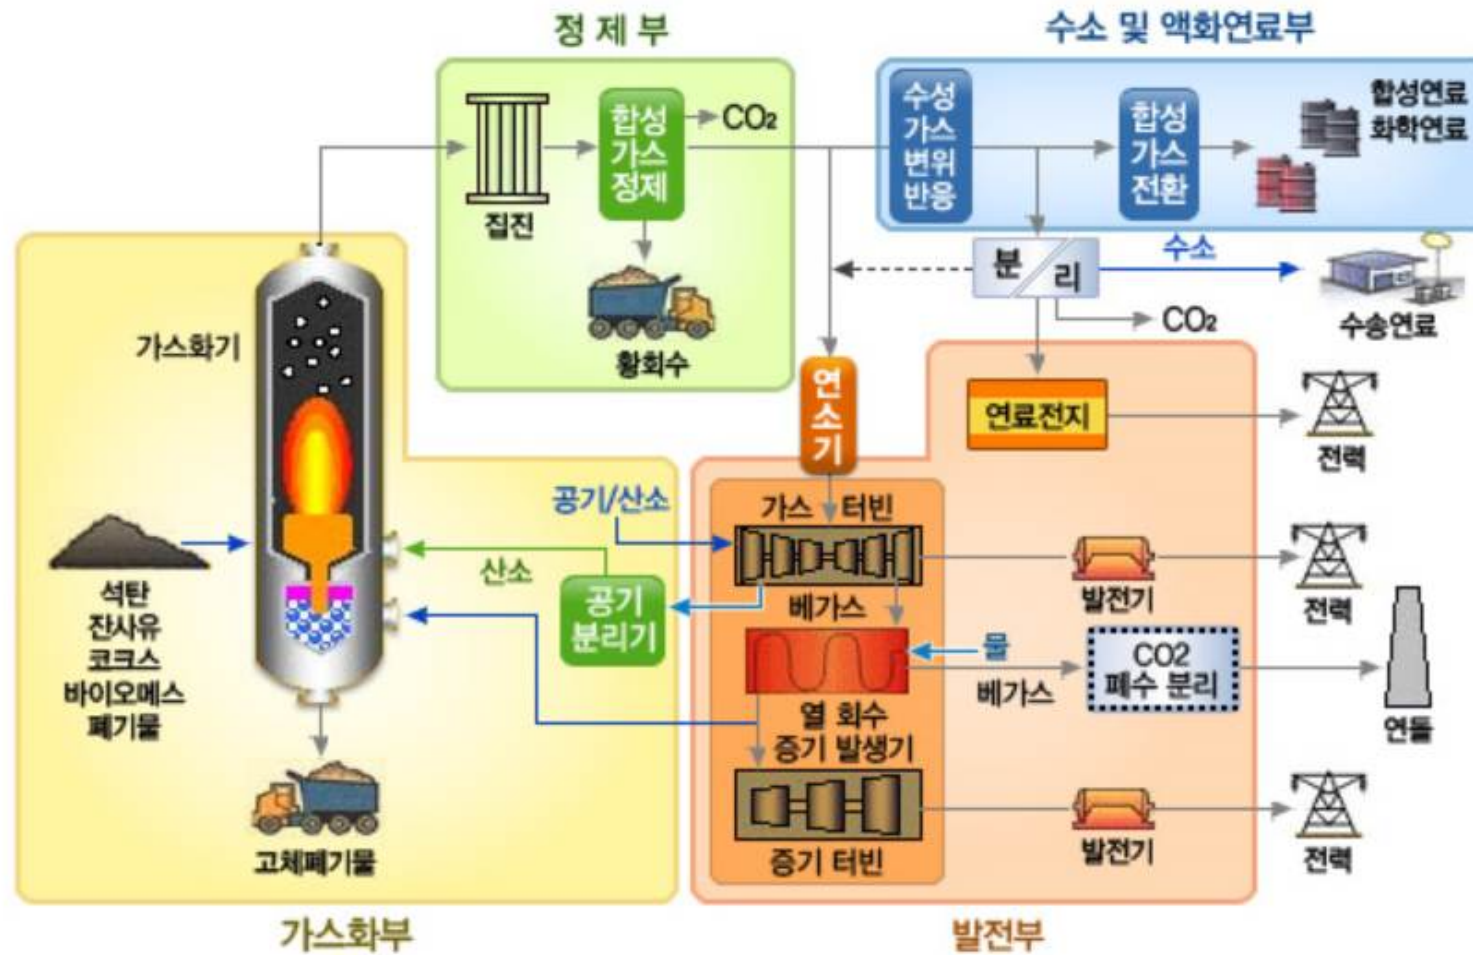 정 제 부
수소 및 액화연료부
집진
합성
가스
정제
CO₂
황회수
수성
가스
변위
반응
합성
가스
전환
합성연료
화학연료
분
리
수소
수송연료
CO₂
가스화기
석탄
잔사유
코크스
바이오메스
폐기물
고체폐기물
공기/산소
산소
공기
분리기
연
소
기
가스 터빈
베가스
물
열 회수
증기 발생기
증기 터빈
연료전지
전력
발전기
전력
베가스
CO2
폐수 분리
연돌
발전기
전력
가스화부
발전부